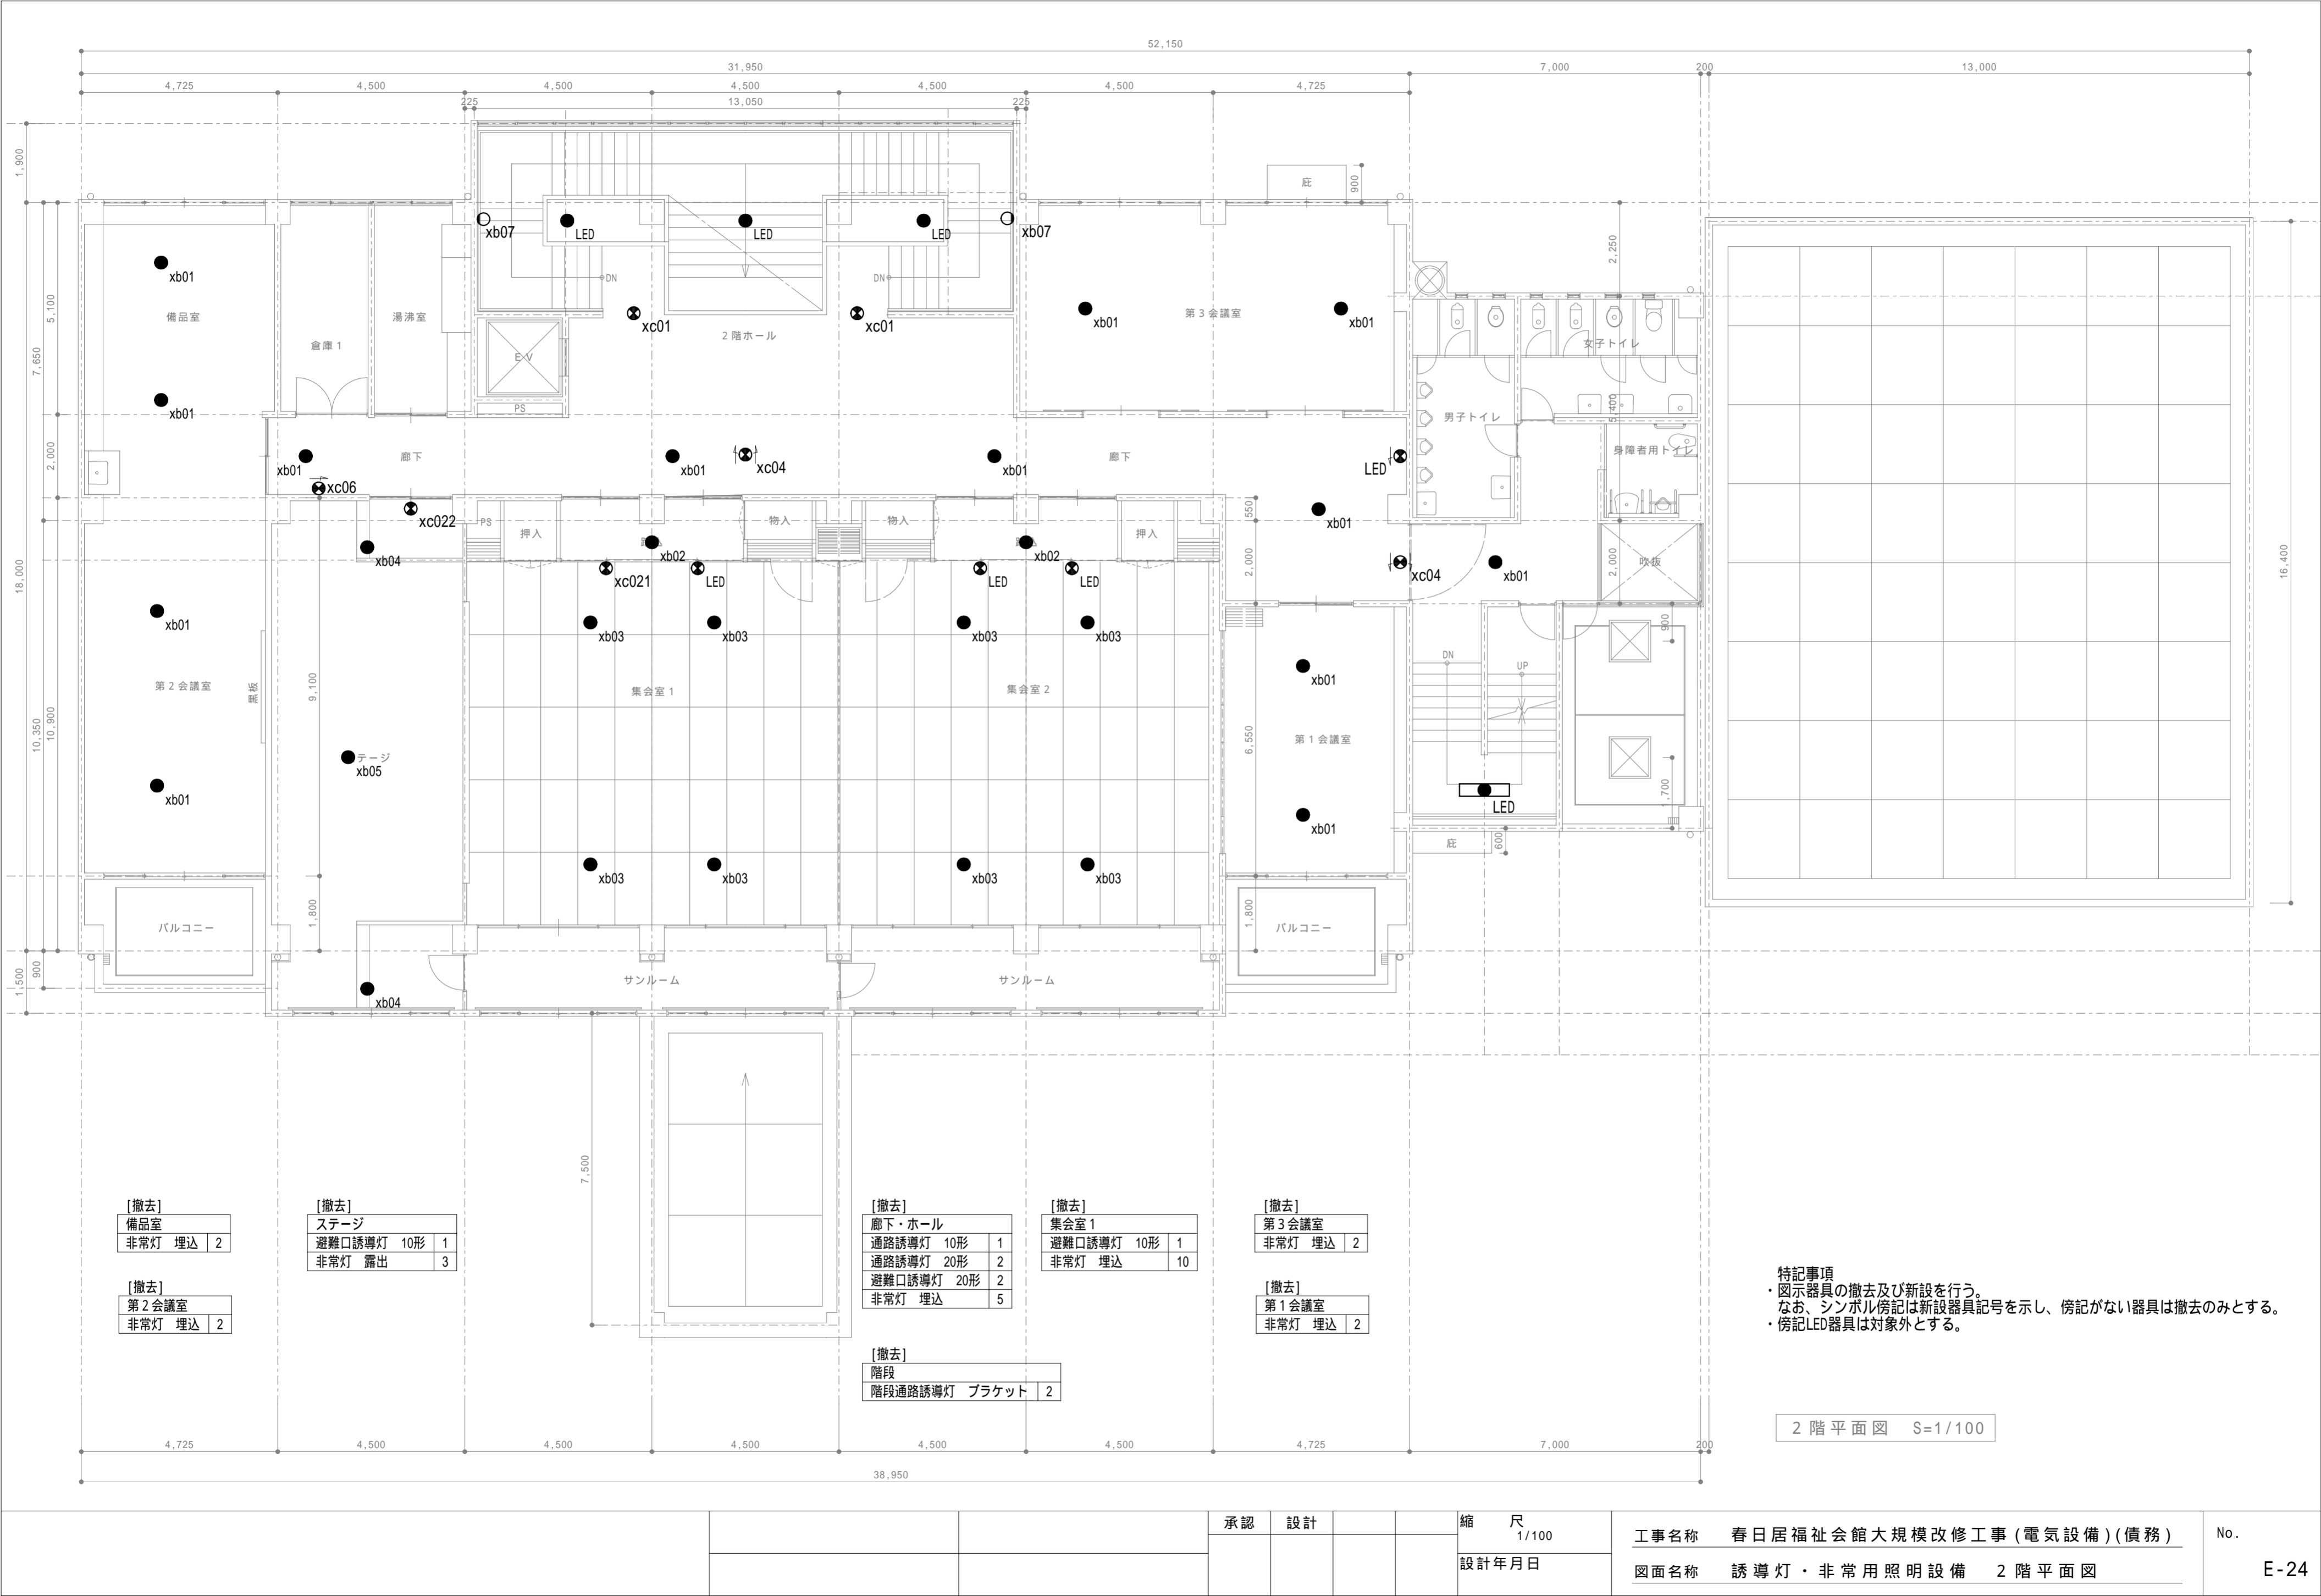 52,150
31,950
7,000
200
13,000
4,725
4,500
4,500
4,500
4,500
4,500
4,725
225
13,050
225
1,900
庇
900
xb07
LED
LED
LED
xb07
2,250
xb01
DN
DN
5,100
備品室
湯沸室
倉庫1
xc01
xc01
2階ホール
xb01
第3会議室
xb01
女子トイレ
E・V
7,650
xb01
PS
男子トイレ
5,400
2,000
xb01
廊下
xb01
xc04
xb01
廊下
LED
身障者用トイレ
xc06
xc022
PS
押入
物入
物入
押入
550
xb01
xb04
xb02
xb02
18,000
xc021
LED
LED
LED
2,000
xc04
xb01
2,000
吹抜
16,400
xb01
xb03
xb03
xb03
xb03
900
DN
UP
第2会議室
黒板
9,100
集会室1
集会室2
xb01
10,350
10,900
6,550
第1会議室
テージ
xb05
xb01
1,700
LED
xb01
庇
600
xb03
xb03
xb03
xb03
バルコニー
1,800
1,800
バルコニー
1,500
900
サンルーム
サンルーム
xb04
7,500
[撤去]
備品室
非常灯 埋込 2
[撤去]
第2会議室
非常灯 埋込 2
[撤去]
ステージ
避難口誘導灯 10形 1
非常灯 露出 3
[撤去]
廊下・ホール
通路誘導灯 10形 1
通路誘導灯 20形 2
避難口誘導灯 20形 2
非常灯 埋込 5
[撤去]
階段
階段通路誘導灯 ブラケット 2
[撤去]
集会室1
避難口誘導灯 10形 1
非常灯 埋込 10
[撤去]
第3会議室
非常灯 埋込 2
[撤去]
第1会議室
非常灯 埋込 2
特記事項
・図示器具の撤去及び新設を行う。
なお、シンボル傍記は新設器具記号を示し、傍記がない器具は撤去のみとする。
・傍記LED器具は対象外とする。
2階平面図 S=1/100
4,725
4,500
4,500
4,500
4,500
4,500
4,725
7,000
200
38,950
承認
設計
縮 尺
1/100
設計年月日
工事名称 春日居福祉会館大規模改修工事(電気設備)(債務)
図面名称 誘導灯・非常用照明設備 2階平面図
No.
E-24